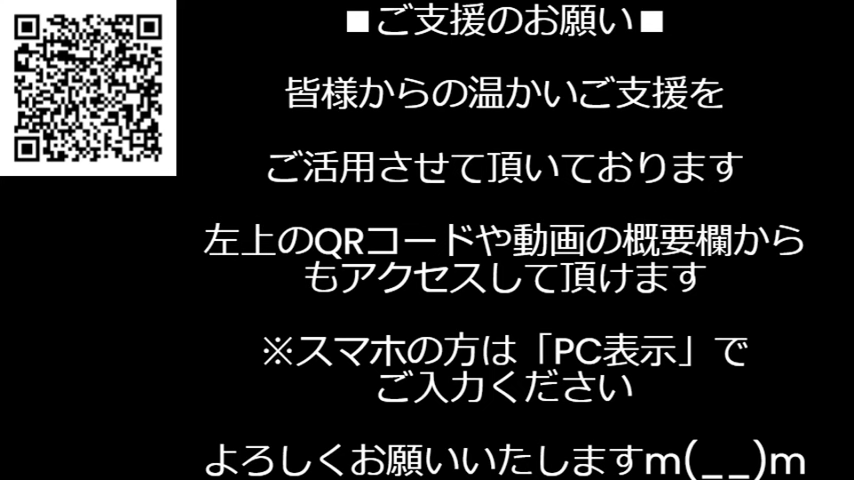 ■ご支援のお願い■
皆様からの温かいご支援を
ご活用させて頂いております
左上のQRコードや動画の概要欄から
もアクセスして頂けます
※スマホの方は「PC表示」で
ご入力ください
よろしくお願いいたしますm(__)m